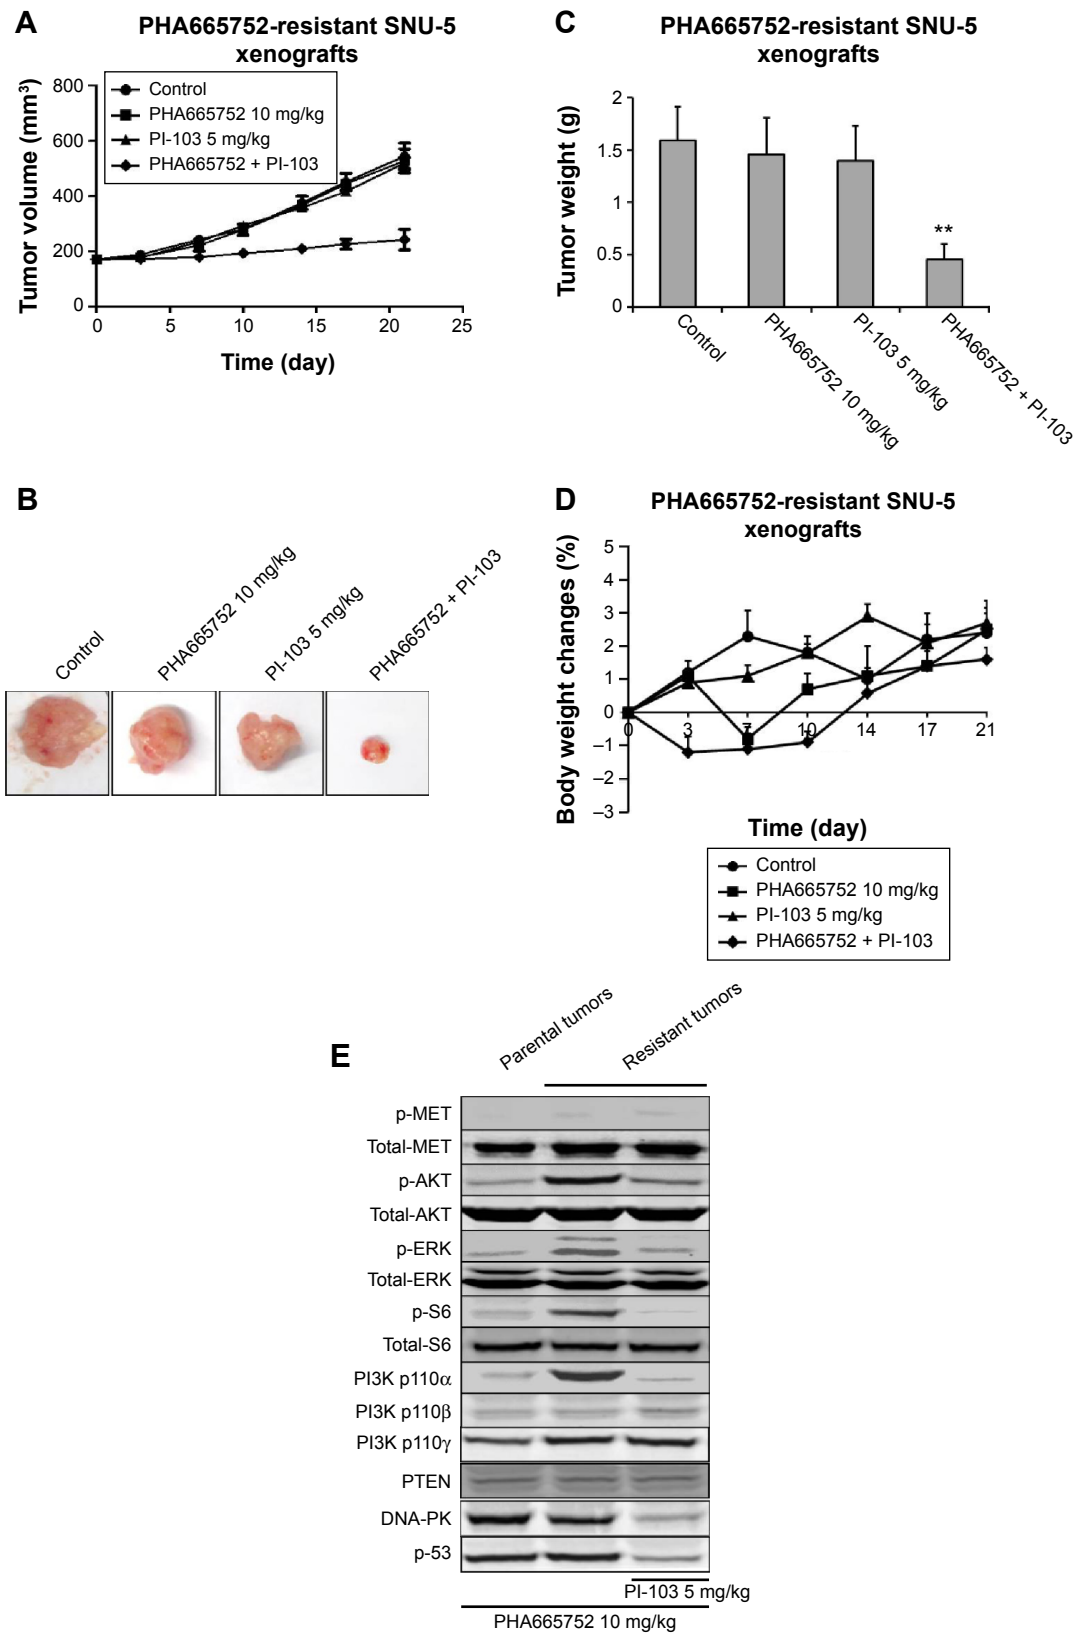 A
PHA665752-resistant SNU-5
xenografts
Tumor volume (mm³)
800
600
400
200
0
0 5 10 15 20 25
Time (day)
Control
PHA665752 10 mg/kg
PI-103 5 mg/kg
PHA665752 + PI-103
C
PHA665752-resistant SNU-5
xenografts
Tumor weight (g)
2
1.5
1
0.5
0
**
Control
PHA665752 10 mg/kg
PI-103 5 mg/kg
PHA665752 + PI-103
B
Control
PHA665752 10 mg/kg
PI-103 5 mg/kg
PHA665752 + PI-103
D
PHA665752-resistant SNU-5
xenografts
Body weight changes (%)
5
4
3
2
1
0
–1
–2
–3
0 3 7 10 14 17 21
Time (day)
Control
PHA665752 10 mg/kg
PI-103 5 mg/kg
PHA665752 + PI-103
E
Parental tumors
Resistant tumors
p-MET
Total-MET
p-AKT
Total-AKT
p-ERK
Total-ERK
p-S6
Total-S6
PI3K p110α
PI3K p110β
PI3K p110γ
PTEN
DNA-PK
p-53
PI-103 5 mg/kg
PHA665752 10 mg/kg